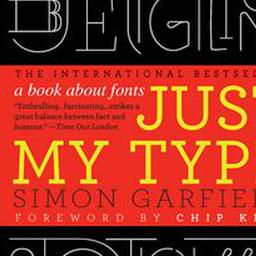 THE INTERNATIONAL BESTSEL
a book about fonts
JUST
"Enthralling...fascinating...strikes a
great balance between fact and
humour." —Time Out London
MY TYP
SIMON GARFIE
FOREWORD BY CHIP K